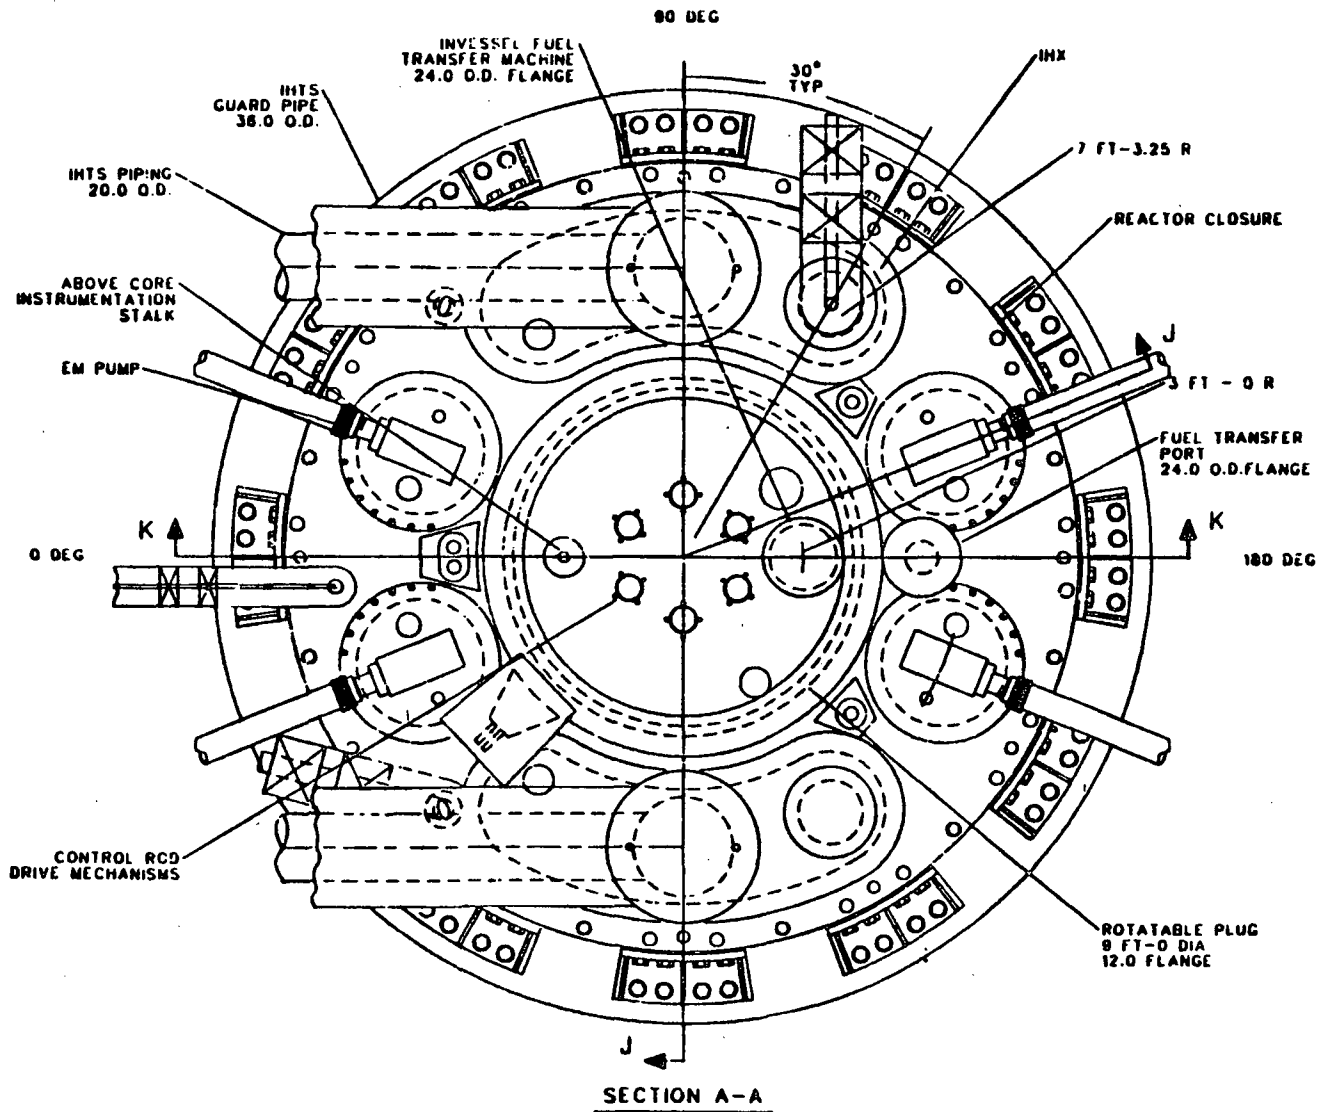 90 DEG
INVESSEL FUEL
TRANSFER MACHINE
24.0 O.D. FLANGE
30°
TYP
IHX
IHTS
GUARD PIPE
36.0 O.D.
7 FT-3.25 R
IHTS PIPING
20.0 O.D.
REACTOR CLOSURE
ABOVE CORE
INSTRUMENTATION
STALK
J
EM PUMP
3 FT - 0 R
FUEL TRANSFER
PORT
24.0 O.D.FLANGE
K
K
0 DEG
180 DEG
CONTROL ROD
DRIVE MECHANISMS
ROTATABLE PLUG
9 FT-0 DIA
12.0 FLANGE
J
SECTION A-A